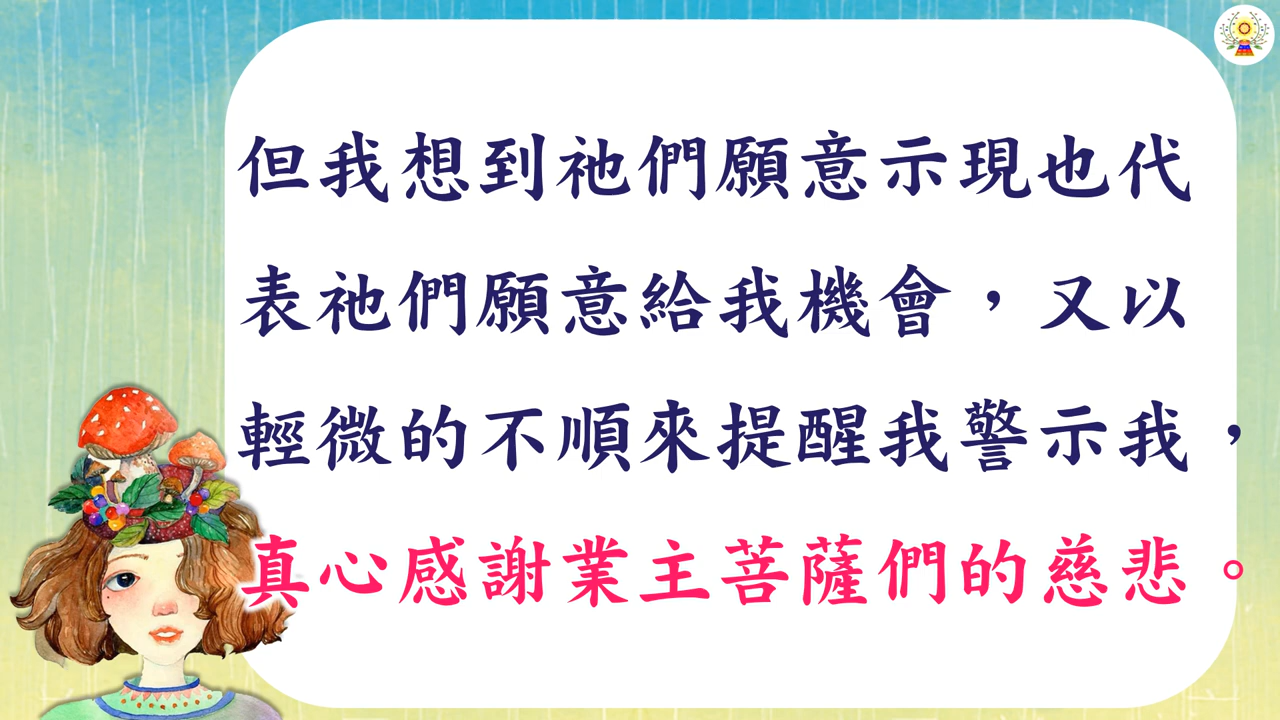 但我想到祂們願意示現也代
表祂們願意給我機會，又以
輕微的不順來提醒我警示我，
真心感謝業主菩薩們的慈悲。